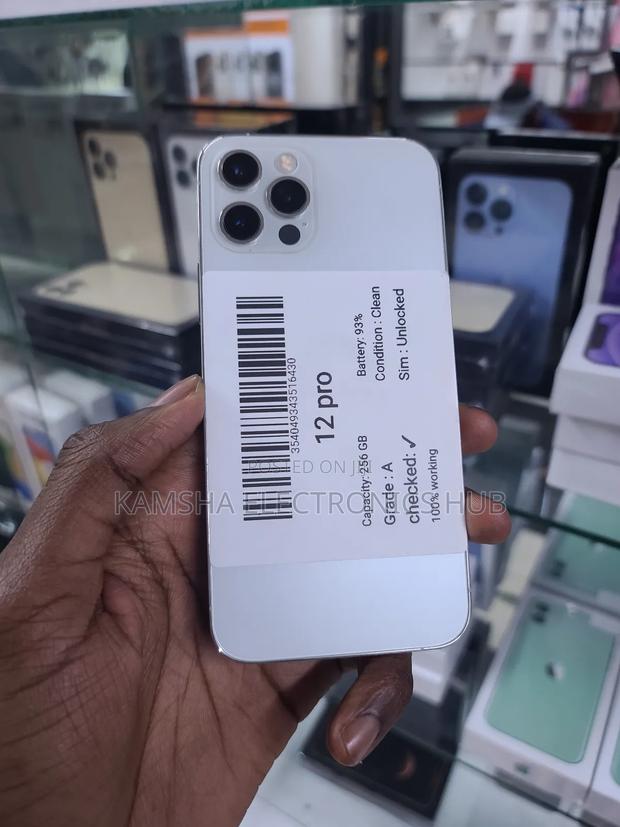 354049343516430
12 pro
Capacity: 256 GB
Battery: 93%
Grade : A
Condition : Clean
checked: ✓
Sim : Unlocked
100% working
POSTED ON JIJI
KAMSHA ELECTRONICS HUB